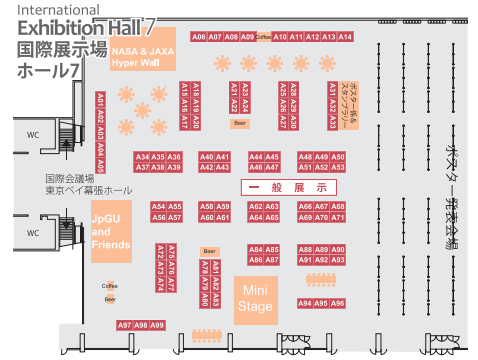 International
Exhibition Hall 7
国際展示場
ホール7
NASA & JAXA
Hyper Wall
A06 A07 A08 A09 Coffee A10 A11 A12 A13 A14
A01
A02
A03
A04
A05
A15 A18
A16 A19
A17 A20
A21 A23
A22 A24
Beer
A25 A28
A26 A29
A27 A30
A31
A32
A33
ポスター係&
スタンプラリー
WC
A34 A35 A36
A37 A38 A39
A40 A41
A42 A43
A44 A45
A46 A47
A48 A49 A50
A51 A52 A53
ポスター発表会場
国際会議場
東京ベイ幕張ホール
一般展示
JpGU
and
Friends
WC
A54 A55
A56 A57
A58 A59
A60 A61
A62 A63
A64 A65
A66 A67 A68
A69 A70 A71
A72 A75
A73 A76
A74 A77
Beer
A78 A81
A79 A82
A80 A83
A84 A85
A86 A87
A88 A89 A90
A91 A92 A93
Coffee
Beer
Mini
Stage
A94 A95 A96
A97 A98 A99